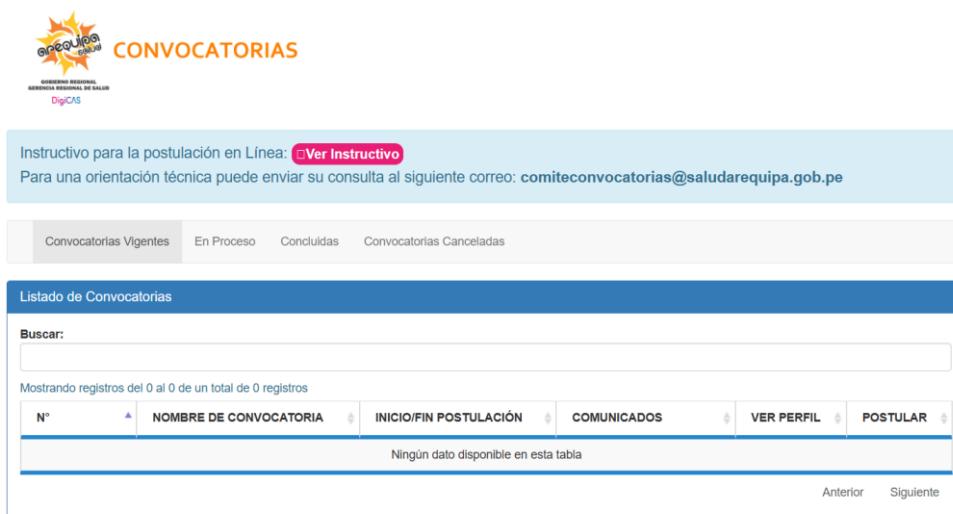 arequipa
salud
CONVOCATORIAS
GOBIERNO REGIONAL
GERENCIA REGIONAL DE SALUD
DigiCAS
Instructivo para la postulación en Línea: Ver Instructivo
Para una orientación técnica puede enviar su consulta al siguiente correo: comiteconvocatorias@saludarequipa.gob.pe
Convocatorias Vigentes En Proceso Concluidas Convocatorias Canceladas
Listado de Convocatorias
Buscar:
Mostrando registros del 0 al 0 de un total de 0 registros
N° NOMBRE DE CONVOCATORIA INICIO/FIN POSTULACIÓN COMUNICADOS VER PERFIL POSTULAR
Ningún dato disponible en esta tabla
Anterior Siguiente